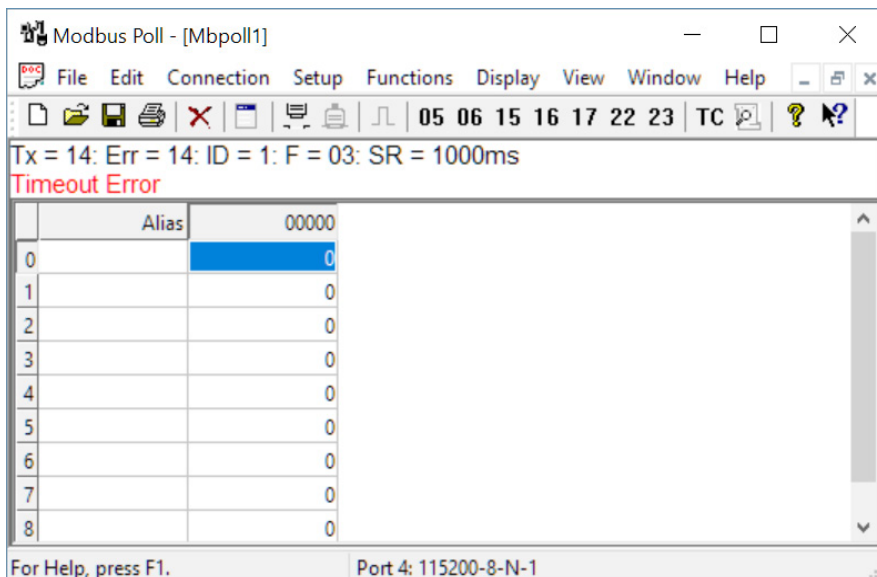 Modbus Poll - [Mbpoll1]
File Edit Connection Setup Functions Display View Window Help
05 06 15 16 17 22 23 TC
Tx = 14: Err = 14: ID = 1: F = 03: SR = 1000ms
Timeout Error
Alias 00000
0 0
1 0
2 0
3 0
4 0
5 0
6 0
7 0
8 0
For Help, press F1. Port 4: 115200-8-N-1